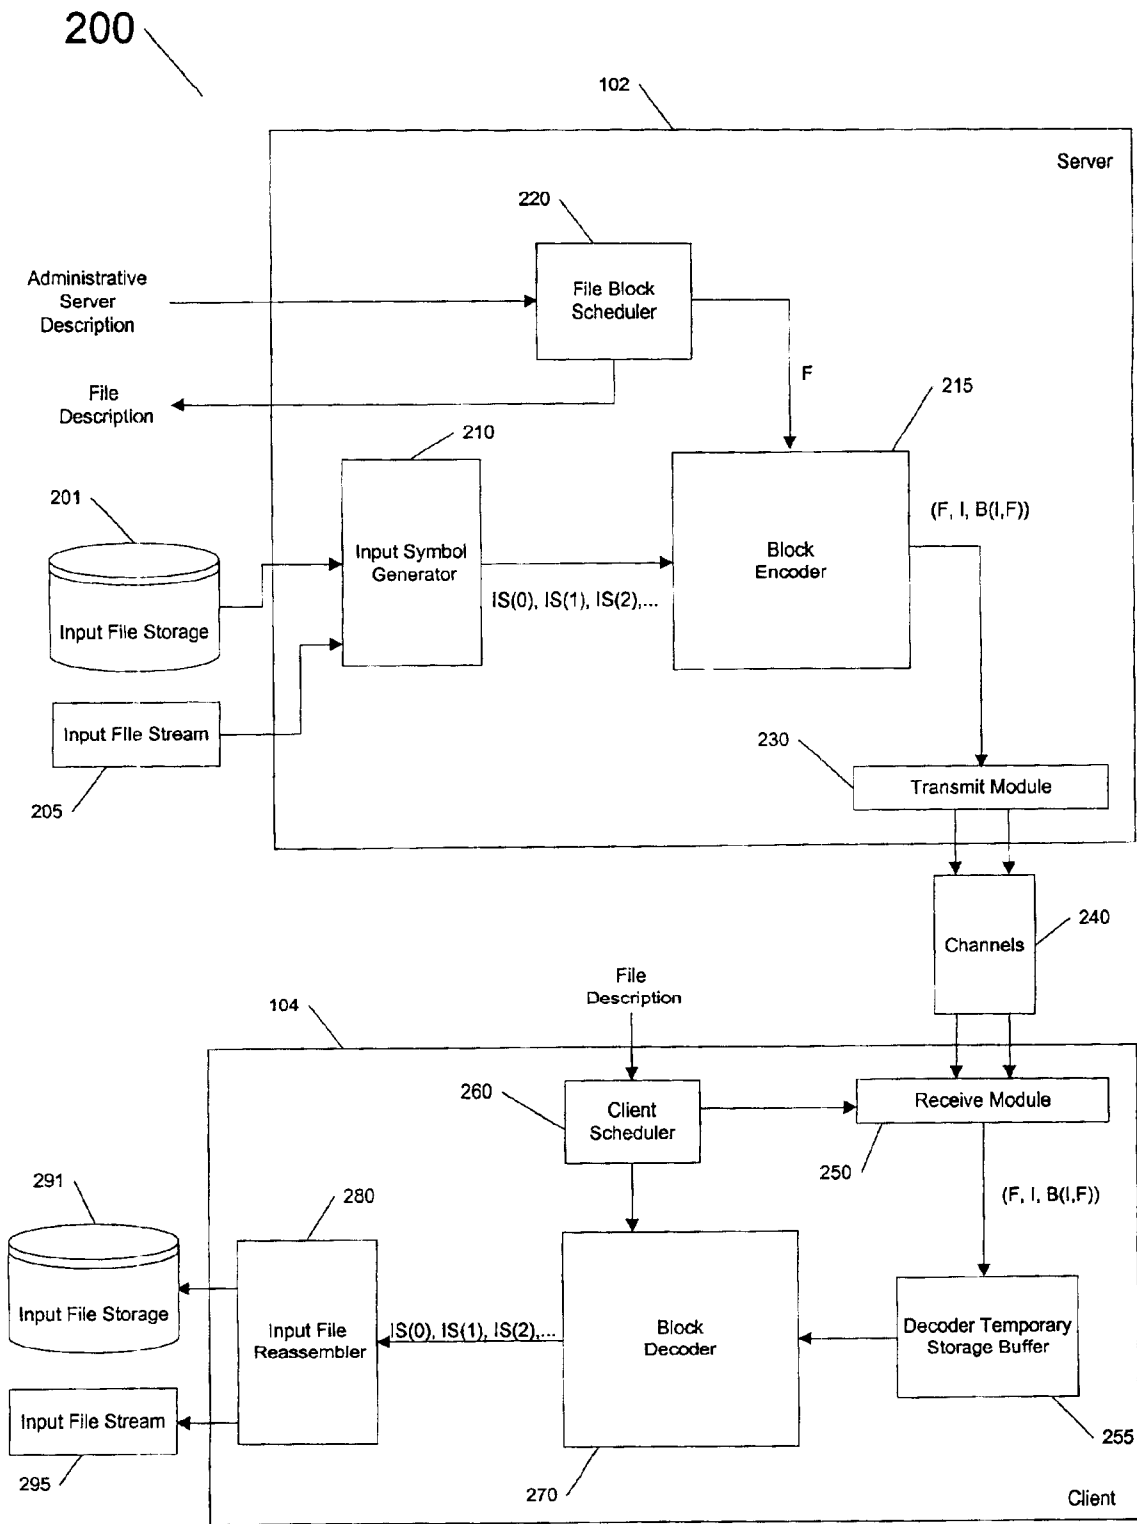 200
102
Server
220
Administrative
Server
Description
File Block
Scheduler
F
File
Description
215
210
201
(F, I, B(I,F))
Input Symbol
Generator
Block
Encoder
IS(0), IS(1), IS(2),...
Input File Storage
Input File Stream
230
205
Transmit Module
240
Channels
File
Description
104
260
Client
Scheduler
Receive Module
250
291
280
(F, I, B(I,F))
Input File Storage
Input File
Reassembler
IS(0), IS(1), IS(2),...
Block
Decoder
Decoder Temporary
Storage Buffer
Input File Stream
255
295
270
Client